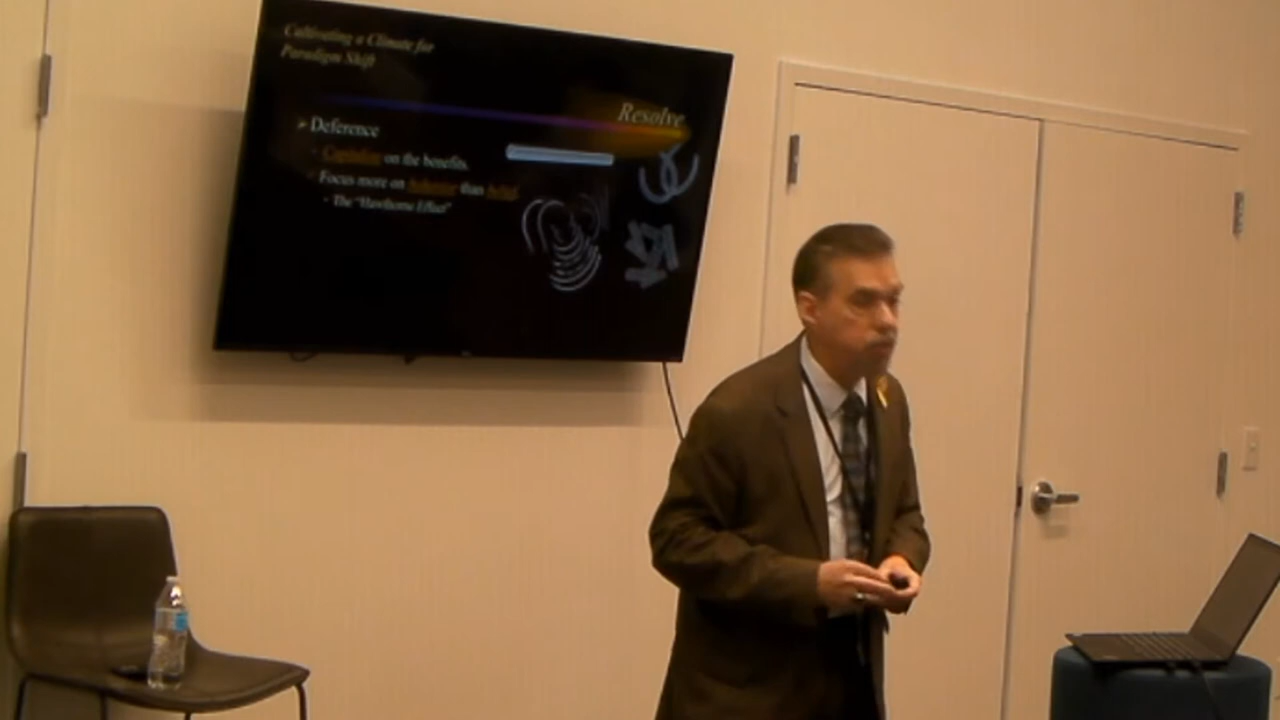 Cultivating a Climate for
Paradigm Shift
Resolve
➢ Deference
Capitalize on the benefits.
Focus more on behavior than belief.
• The "Hawthorne Effect"